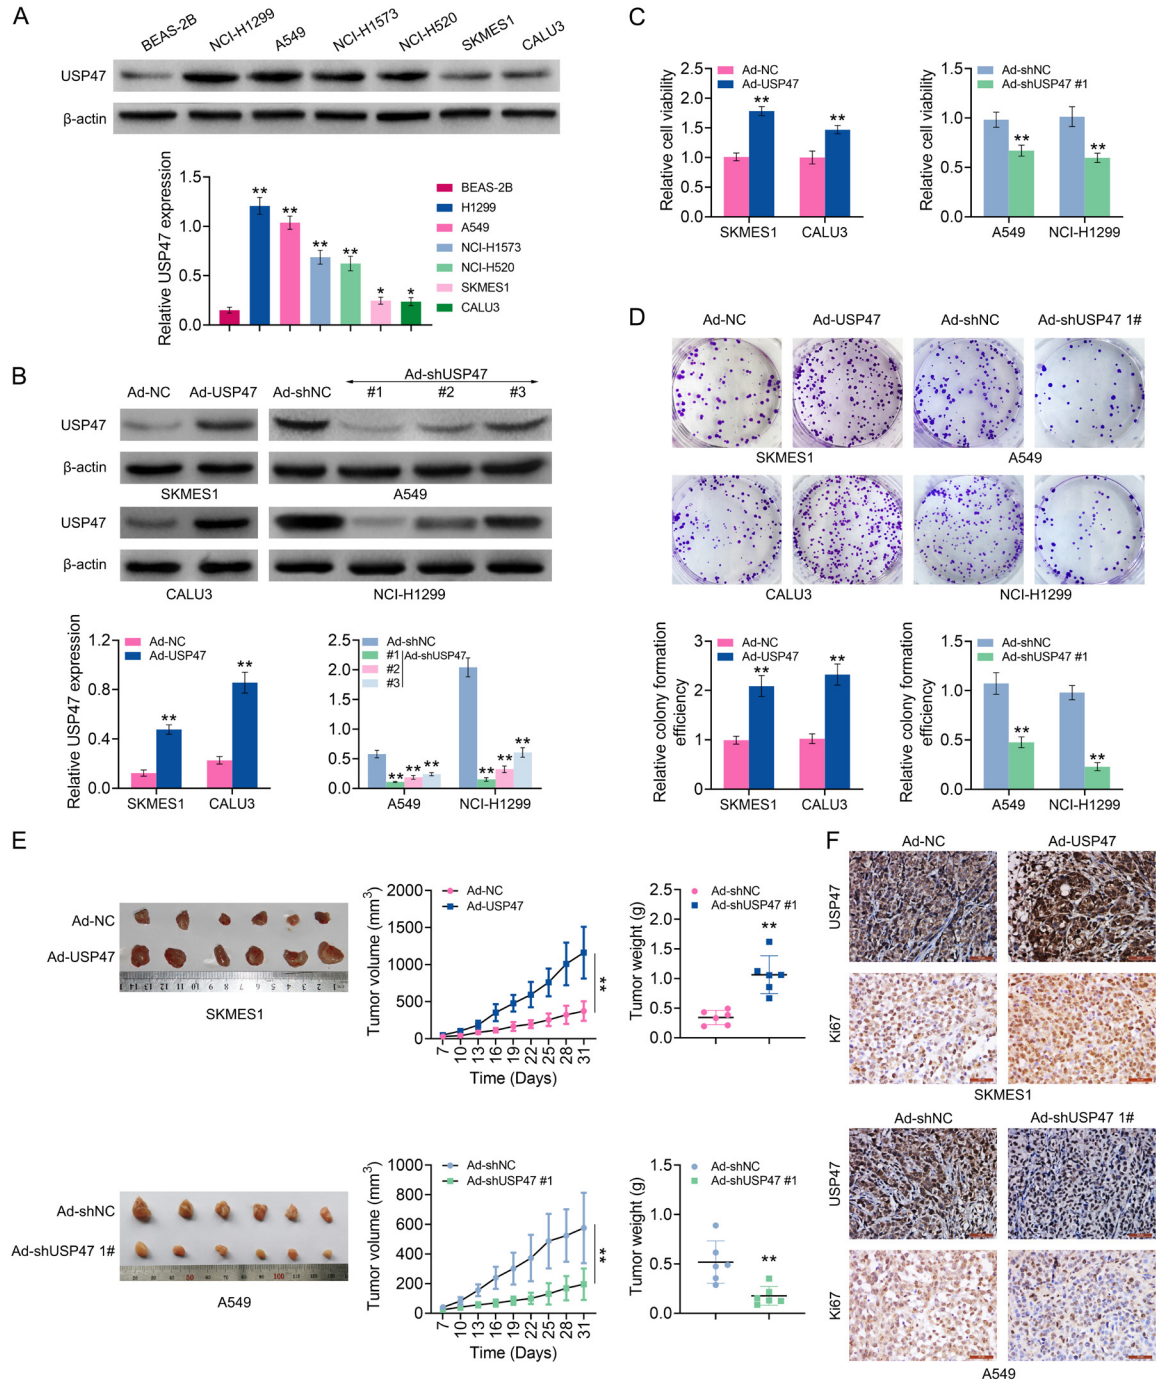 A
BEAS-2B NCI-H1299 A549 NCI-H1573 NCI-H520 SKMES1 CALU3
USP47
β-actin
Relative USP47 expression
1.5
1.0
0.5
0.0
** ** ** ** * *
BEAS-2B
H1299
A549
NCI-H1573
NCI-H520
SKMES1
CALU3
B
Ad-shUSP47
Ad-NC Ad-USP47 Ad-shNC #1 #2 #3
USP47
β-actin
SKMES1 A549
USP47
β-actin
CALU3 NCI-H1299
Relative USP47 expression
1.2
0.8
0.4
0.0
Ad-NC
Ad-USP47
** **
SKMES1 CALU3
2.5
2.0
1.5
1.0
0.5
0.0
Ad-shNC
#1 Ad-shUSP47
#2
#3
** ** ** ** ** **
A549 NCI-H1299
C
Relative cell viability
2.5
2.0
1.5
1.0
0.5
0.0
Ad-NC
Ad-USP47
** **
SKMES1 CALU3
Relative cell viability
1.5
1.0
0.5
0.0
Ad-shNC
Ad-shUSP47 #1
** **
A549 NCI-H1299
D
Ad-NC Ad-USP47 Ad-shNC Ad-shUSP47 1#
SKMES1 A549
CALU3 NCI-H1299
Relative colony formation
efficiency
3
2
1
0
Ad-NC
Ad-USP47
** **
SKMES1 CALU3
Relative colony formation
efficiency
1.5
1.0
0.5
0.0
Ad-shNC
Ad-shUSP47 #1
** **
A549 NCI-H1299
E
Ad-NC
Ad-USP47
SKMES1
Tumor volume (mm3)
2000
1500
1000
500
0
Ad-NC
Ad-USP47
**
7 10 13 16 19 22 25 28 31
Time (Days)
Tumor weight (g)
2.5
2.0
1.5
1.0
0.5
0.0
Ad-shNC
Ad-shUSP47 #1
**
Ad-shNC
Ad-shUSP47 1#
A549
Tumor volume (mm3)
1000
800
600
400
200
0
Ad-shNC
Ad-shUSP47 #1
**
7 10 13 16 19 22 25 28 31
Time (Days)
Tumor weight (g)
1.5
1.0
0.5
0.0
Ad-shNC
Ad-shUSP47 #1
**
F
Ad-NC Ad-USP47
USP47
Ki67
SKMES1
Ad-shNC Ad-shUSP47 1#
USP47
Ki67
A549